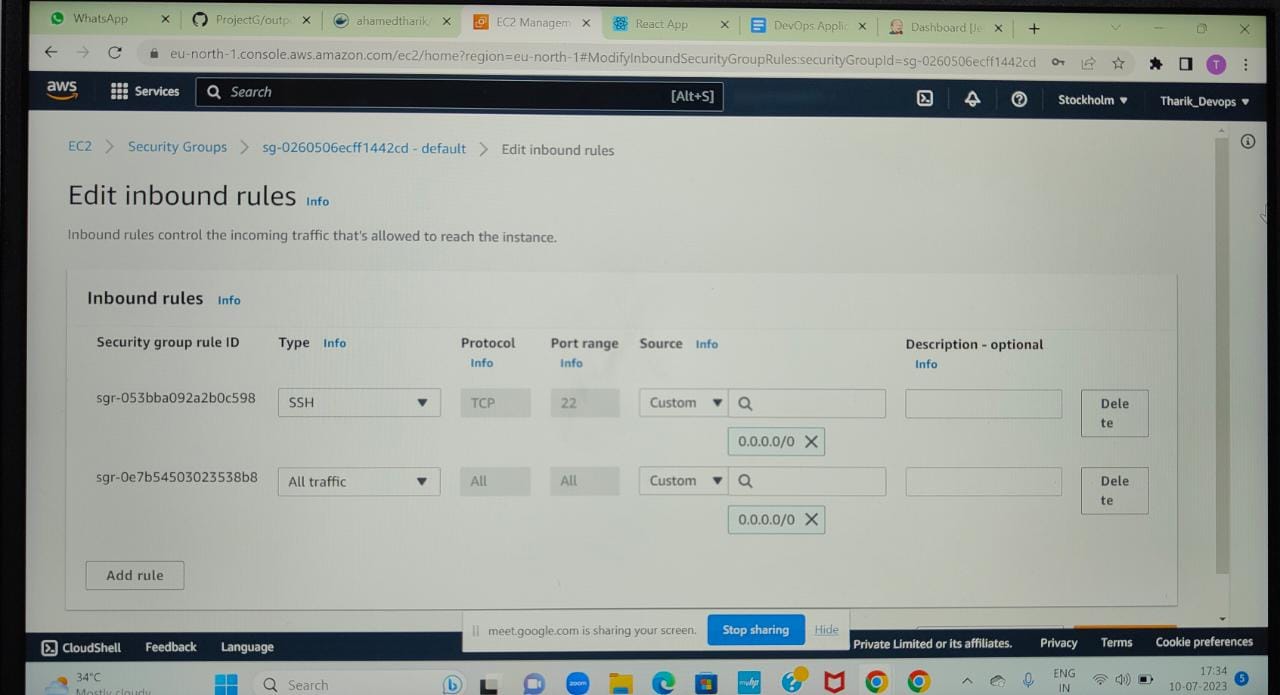 WhatsApp
ProjectG/outp
ahamedtharik/
EC2 Managem
React App
DevOps Applic
Dashboard [Je
eu-north-1.console.aws.amazon.com/ec2/home?region=eu-north-1#ModifyInboundSecurityGroupRules:securityGroupId=sg-0260506ecff1442cd
T
aws
Services
Search
[Alt+S]
Stockholm
Tharik_Devops
EC2 > Security Groups > sg-0260506ecff1442cd - default > Edit inbound rules
Edit inbound rules Info
Inbound rules control the incoming traffic that's allowed to reach the instance.
Inbound rules Info
Security group rule ID
Type Info
Protocol
Info
Port range
Info
Source Info
Description - optional
Info
sgr-053bba092a2b0c598
SSH
TCP
22
Custom
0.0.0.0/0
Dele
te
sgr-0e7b54503023538b8
All traffic
All
All
Custom
0.0.0.0/0
Dele
te
Add rule
meet.google.com is sharing your screen.
Stop sharing
Hide
CloudShell
Feedback
Language
Private Limited or its affiliates.
Privacy
Terms
Cookie preferences
34°C
Mostly cloudy
Search
zoom
myhp
ENG
IN
17:34
10-07-2023
5